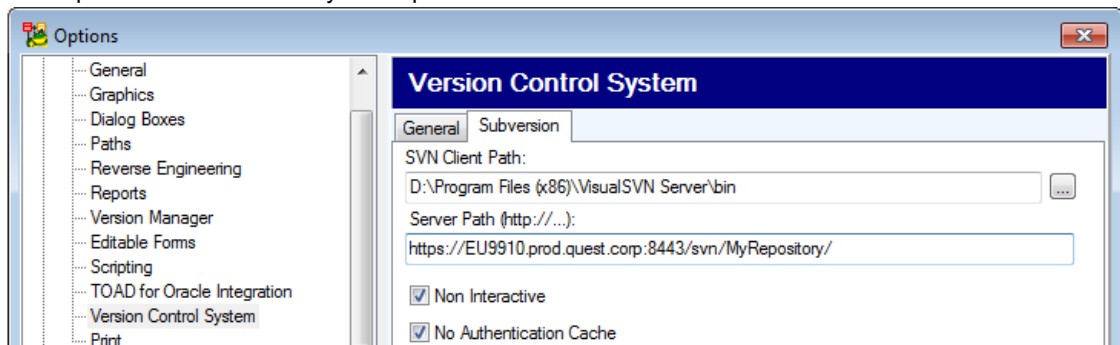 Options
General
Graphics
Dialog Boxes
Paths
Reverse Engineering
Reports
Version Manager
Editable Forms
Scripting
TOAD for Oracle Integration
Version Control System
Print
Version Control System
General Subversion
SVN Client Path:
D:\Program Files (x86)\VisualSVN Server\bin
...
Server Path (http://...):
https://EU9910.prod.quest.corp:8443/svn/MyRepository/
Non Interactive
No Authentication Cache